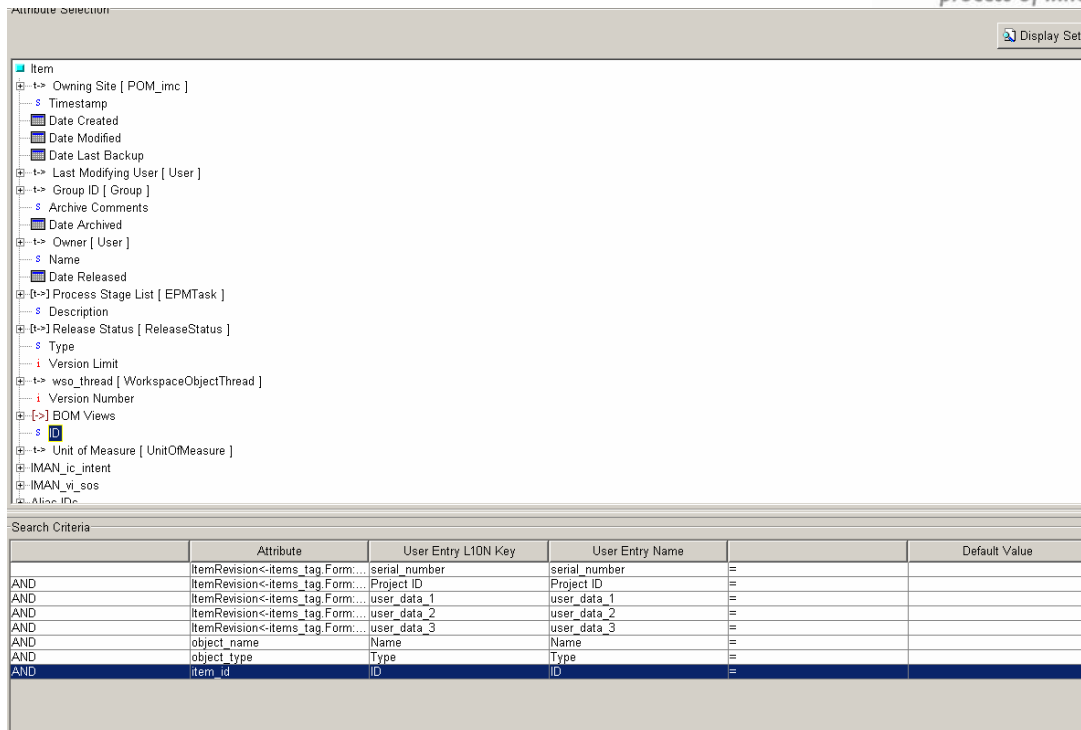 process of
Attribute Selection
Display Set
Item
t-> Owning Site [ POM_imc ]
s Timestamp
Date Created
Date Modified
Date Last Backup
t-> Last Modifying User [ User ]
t-> Group ID [ Group ]
s Archive Comments
Date Archived
t-> Owner [ User ]
s Name
Date Released
[t->] Process Stage List [ EPMTask ]
s Description
[t->] Release Status [ ReleaseStatus ]
s Type
i Version Limit
t-> wso_thread [ WorkspaceObjectThread ]
i Version Number
[->] BOM Views
s ID
t-> Unit of Measure [ UnitOfMeasure ]
IMAN_ic_intent
IMAN_vi_sos
Alias IDs
Search Criteria
Attribute User Entry L10N Key User Entry Name Default Value
ItemRevision<-items_tag.Form:... serial_number serial_number =
AND ItemRevision<-items_tag.Form:... Project ID Project ID =
AND ItemRevision<-items_tag.Form:... user_data_1 user_data_1 =
AND ItemRevision<-items_tag.Form:... user_data_2 user_data_2 =
AND ItemRevision<-items_tag.Form:... user_data_3 user_data_3 =
AND object_name Name Name =
AND object_type Type Type =
AND item_id ID ID =